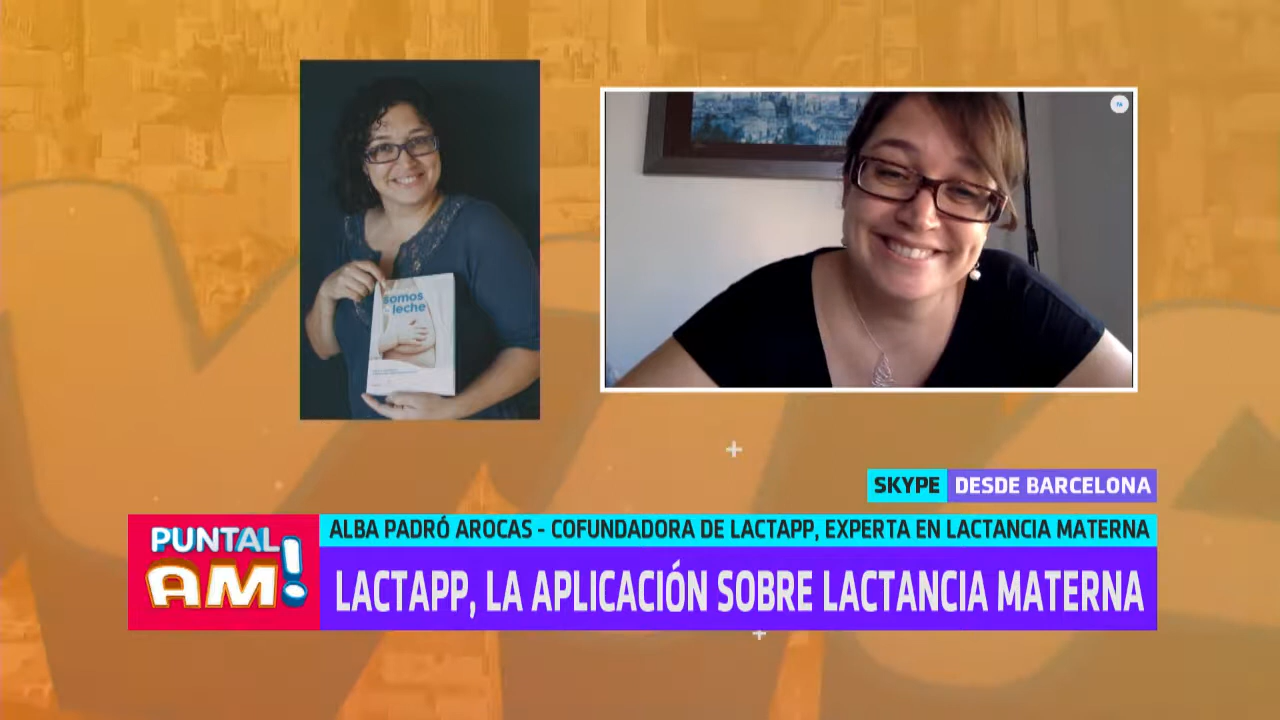 somos
leche
SKYPE DESDE BARCELONA
PUNTAL
AM!
ALBA PADRÓ AROCAS - COFUNDADORA DE LACTAPP, EXPERTA EN LACTANCIA MATERNA
LACTAPP, LA APLICACIÓN SOBRE LACTANCIA MATERNA